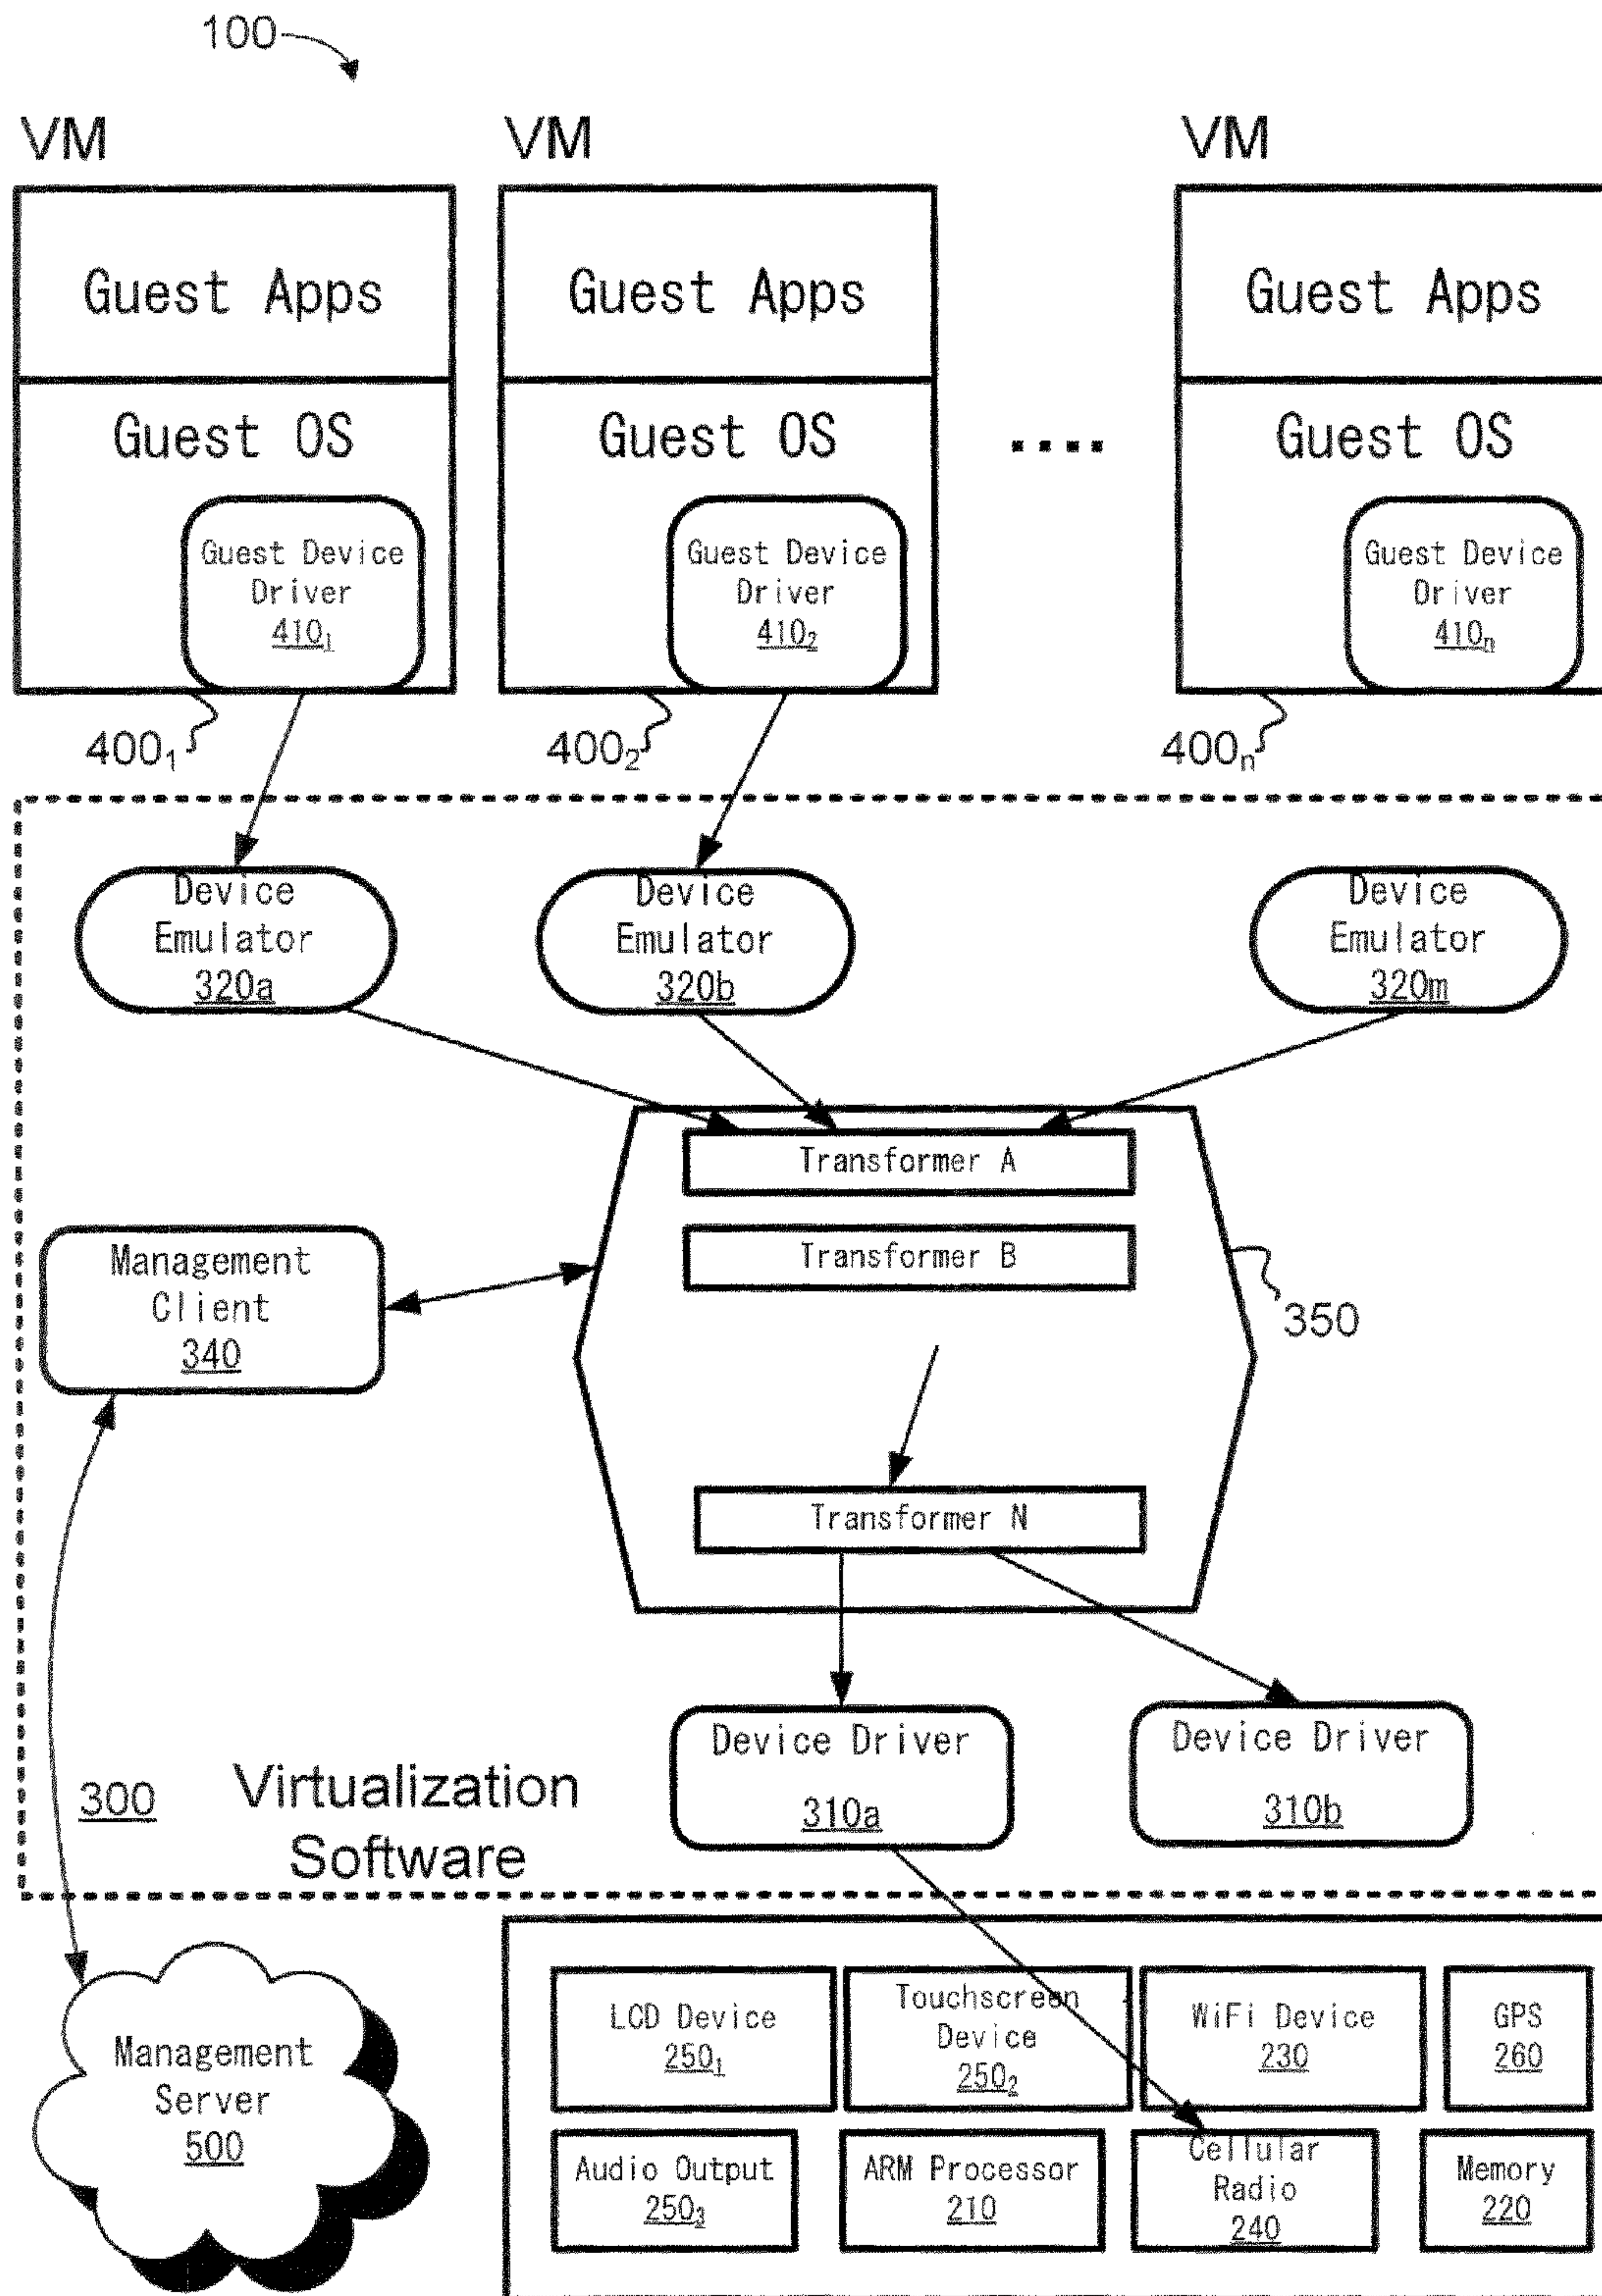 100
VM VM VM
Guest Apps Guest Apps Guest Apps
Guest OS Guest OS .... Guest OS
Guest Device Guest Device Guest Device
Driver Driver Driver
410₁ 410₂ 410ₙ
400₁ 400₂ 400ₙ
Device Device Device
Emulator Emulator Emulator
320a 320b 320m
Transformer A
Transformer B
Management
Client
340
350
Transformer N
Device Driver Device Driver
310a 310b
300 Virtualization
Software
LCD Device
250₁
Touchscreen
Device
250₂
WiFi Device
230
GPS
260
Management
Server
500
Audio Output
250₃
ARM Processor
210
Cellular
Radio
240
Memory
220